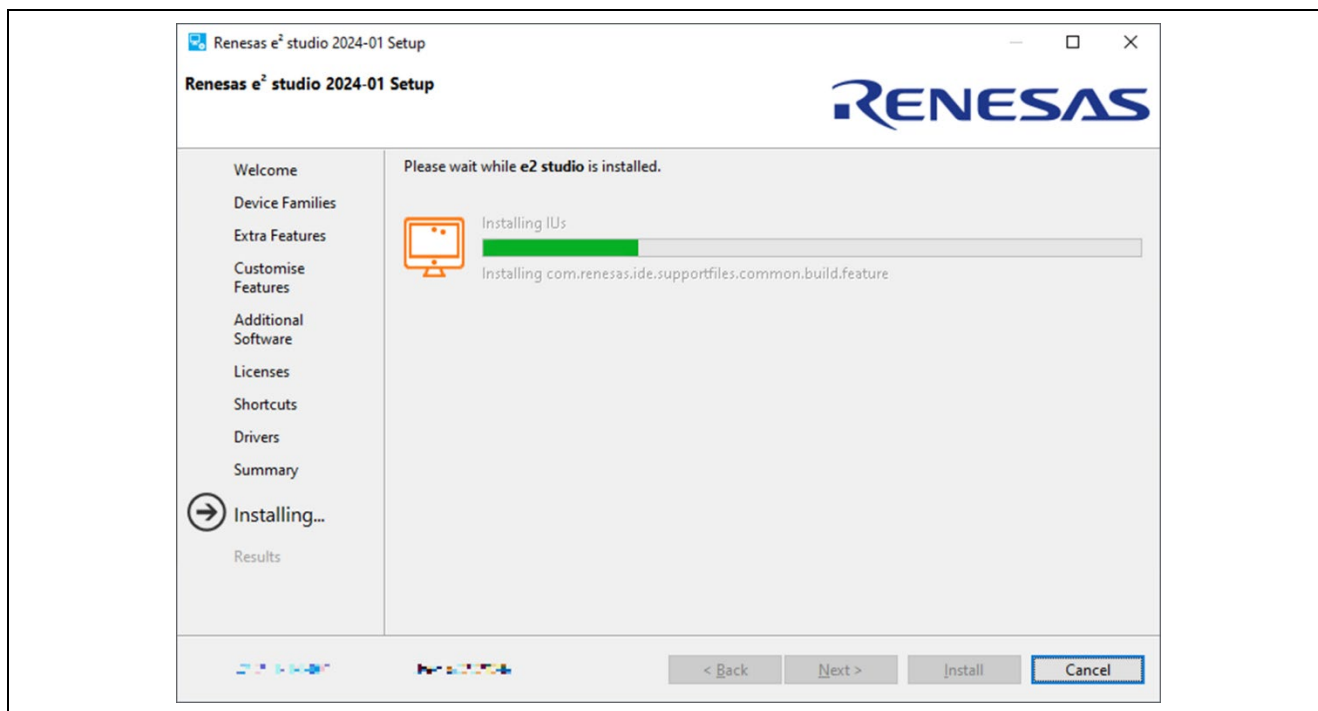 Renesas e² studio 2024-01 Setup
Renesas e² studio 2024-01 Setup
RENESAS
Welcome
Device Families
Extra Features
Customise
Features
Additional
Software
Licenses
Shortcuts
Drivers
Summary
Installing...
Results
Please wait while e2 studio is installed.
Installing IUs
Installing com.renesas.ide.supportfiles.common.build.feature
< Back
Next >
Install
Cancel